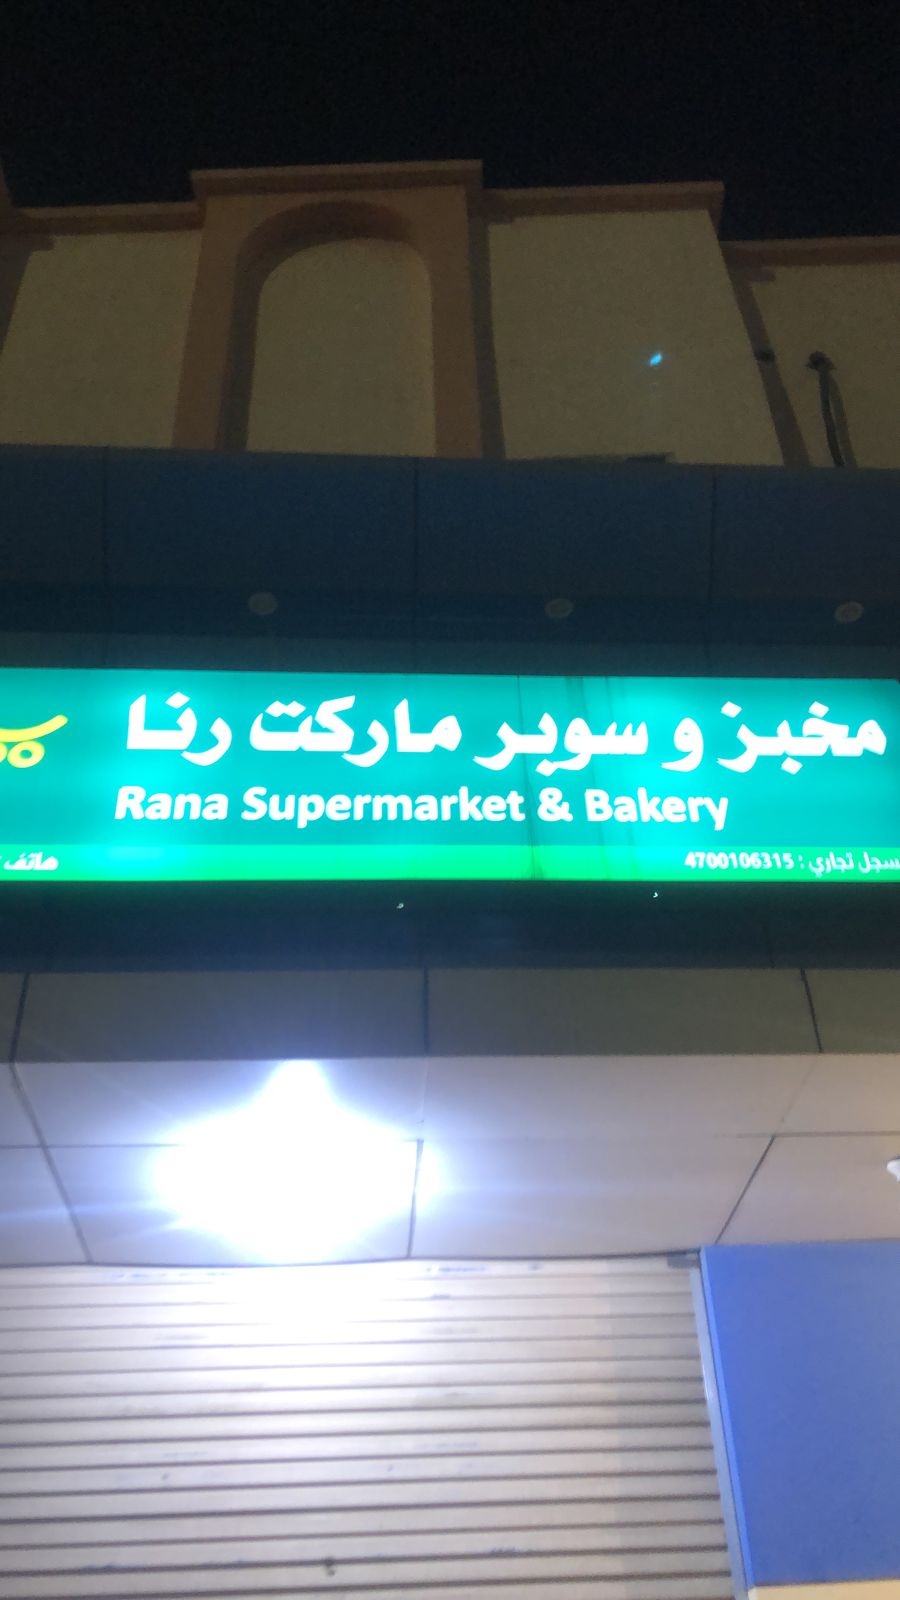 مخبز و سوبر ماركت رنا
Rana Supermarket & Bakery
سجل تجاري : 4700106315
هاتف